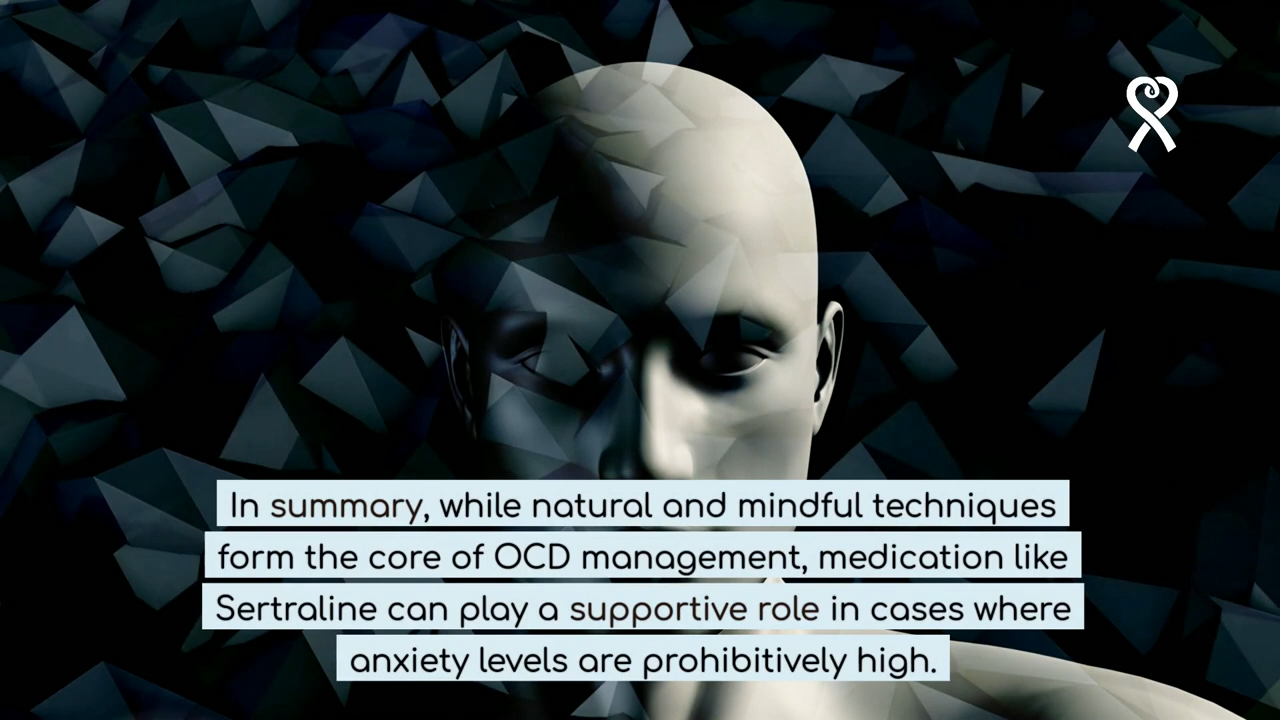 In summary, while natural and mindful techniques
form the core of OCD management, medication like
Sertraline can play a supportive role in cases where
anxiety levels are prohibitively high.